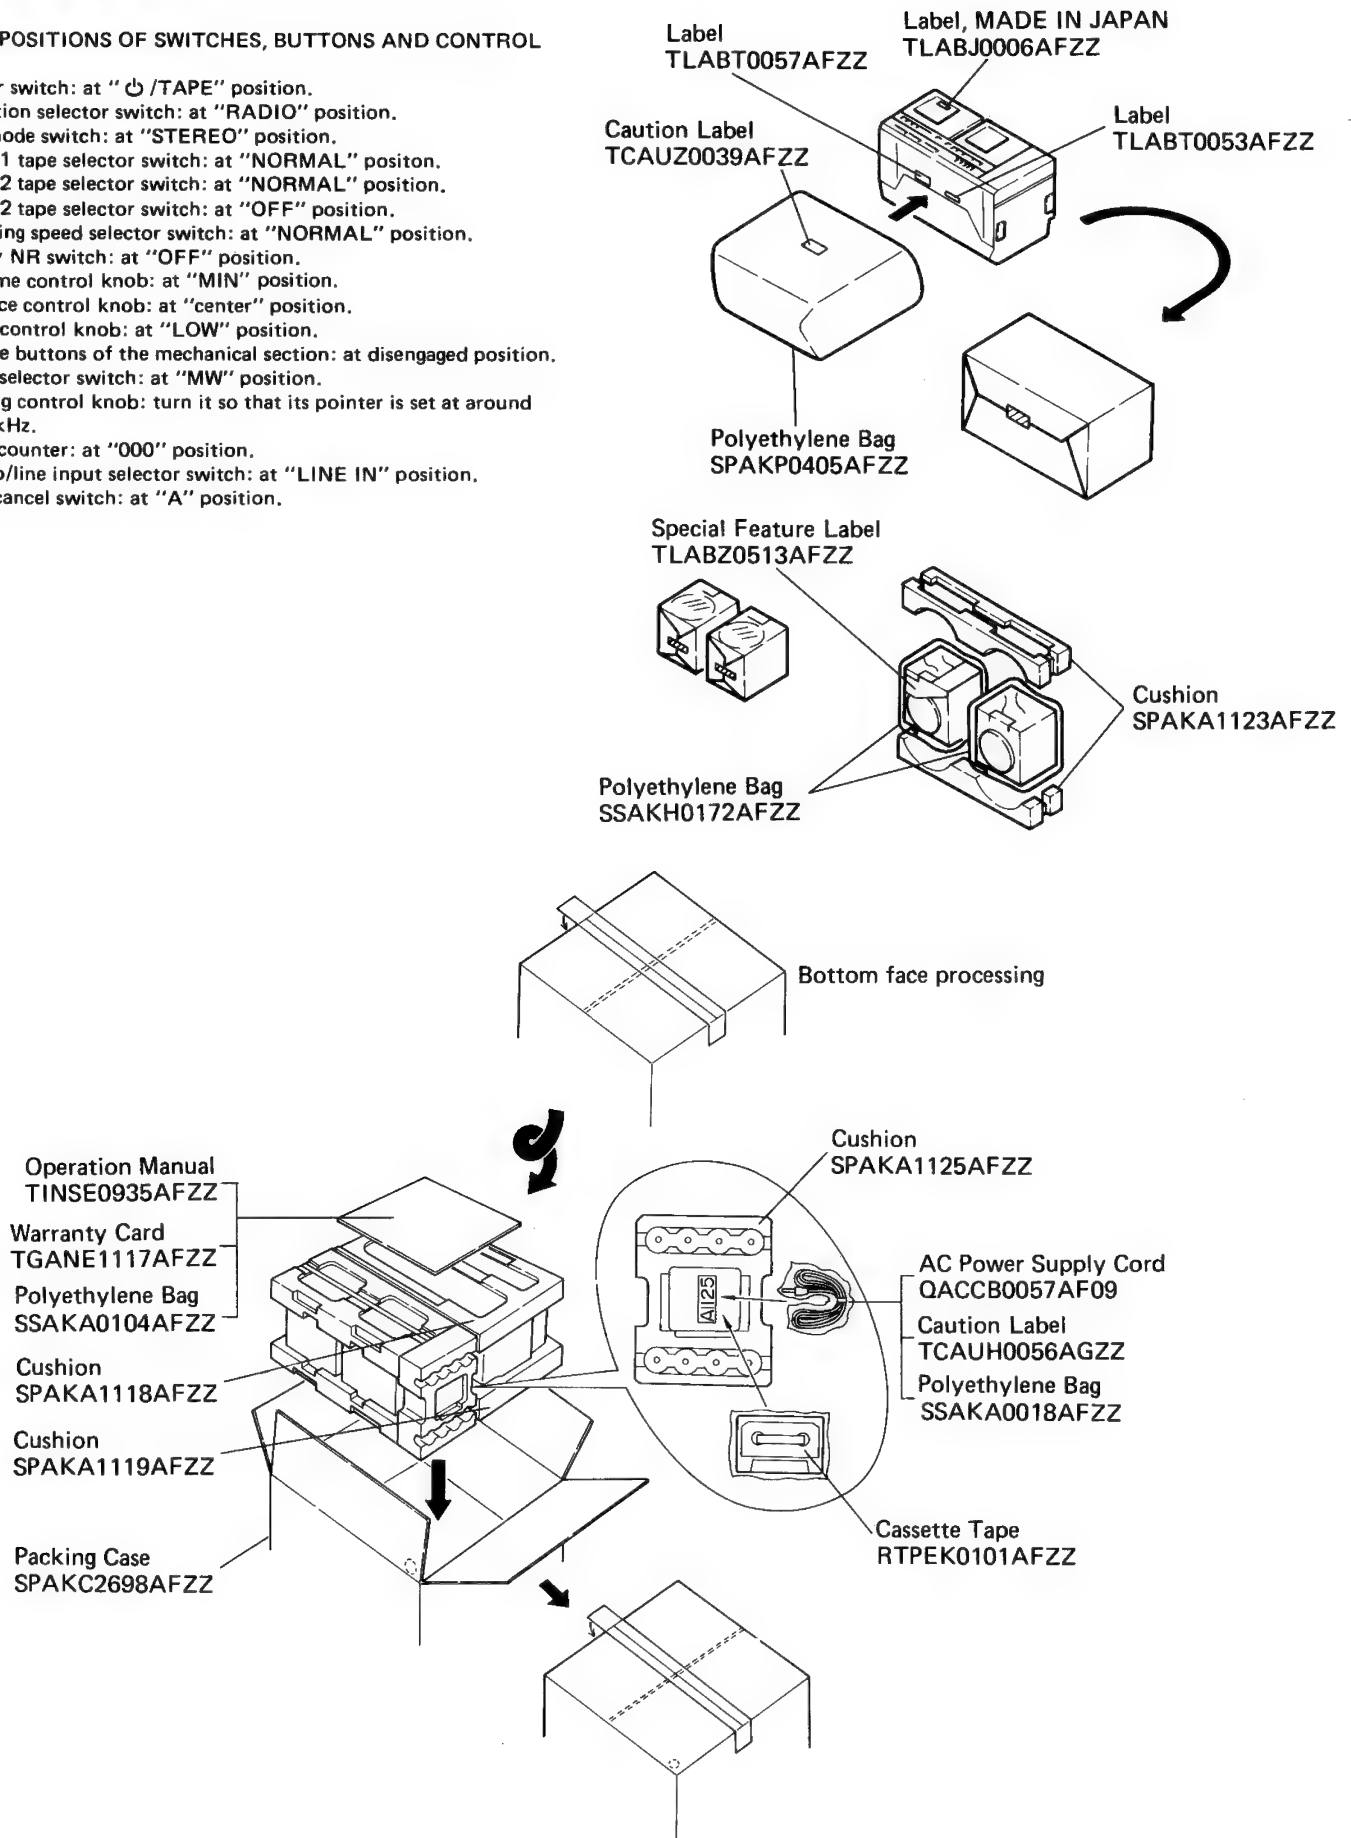 POSITIONS OF SWITCHES, BUTTONS AND CONTROL
switch: at "⏻/TAPE" position.
selector switch: at "RADIO" position.
switch: at "STEREO" position.
1 tape selector switch: at "NORMAL" positon.
2 tape selector switch: at "NORMAL" position.
2 tape selector switch: at "OFF" position.
speed selector switch: at "NORMAL" position.
NR switch: at "OFF" position.
control knob: at "MIN" position.
control knob: at "center" position.
control knob: at "LOW" position.
buttons of the mechanical section: at disengaged position.
selector switch: at "MW" position.
control knob: turn it so that its pointer is set at around
kHz.
counter: at "000" position.
/line input selector switch: at "LINE IN" position.
cancel switch: at "A" position.
Label
TLABT0057AFZZ
Label, MADE IN JAPAN
TLABJ0006AFZZ
Caution Label
TCAUZ0039AFZZ
Label
TLABT0053AFZZ
Polyethylene Bag
SPAKP0405AFZZ
Special Feature Label
TLABZ0513AFZZ
Cushion
SPAKA1123AFZZ
Polyethylene Bag
SSAKH0172AFZZ
Bottom face processing
Operation Manual
TINSE0935AFZZ
Warranty Card
TGANE1117AFZZ
Polyethylene Bag
SSAKA0104AFZZ
Cushion
SPAKA1118AFZZ
Cushion
SPAKA1119AFZZ
Packing Case
SPAKC2698AFZZ
Cushion
SPAKA1125AFZZ
A1125
AC Power Supply Cord
QACCB0057AF09
Caution Label
TCAUH0056AGZZ
Polyethylene Bag
SSAKA0018AFZZ
Cassette Tape
RTPEK0101AFZZ